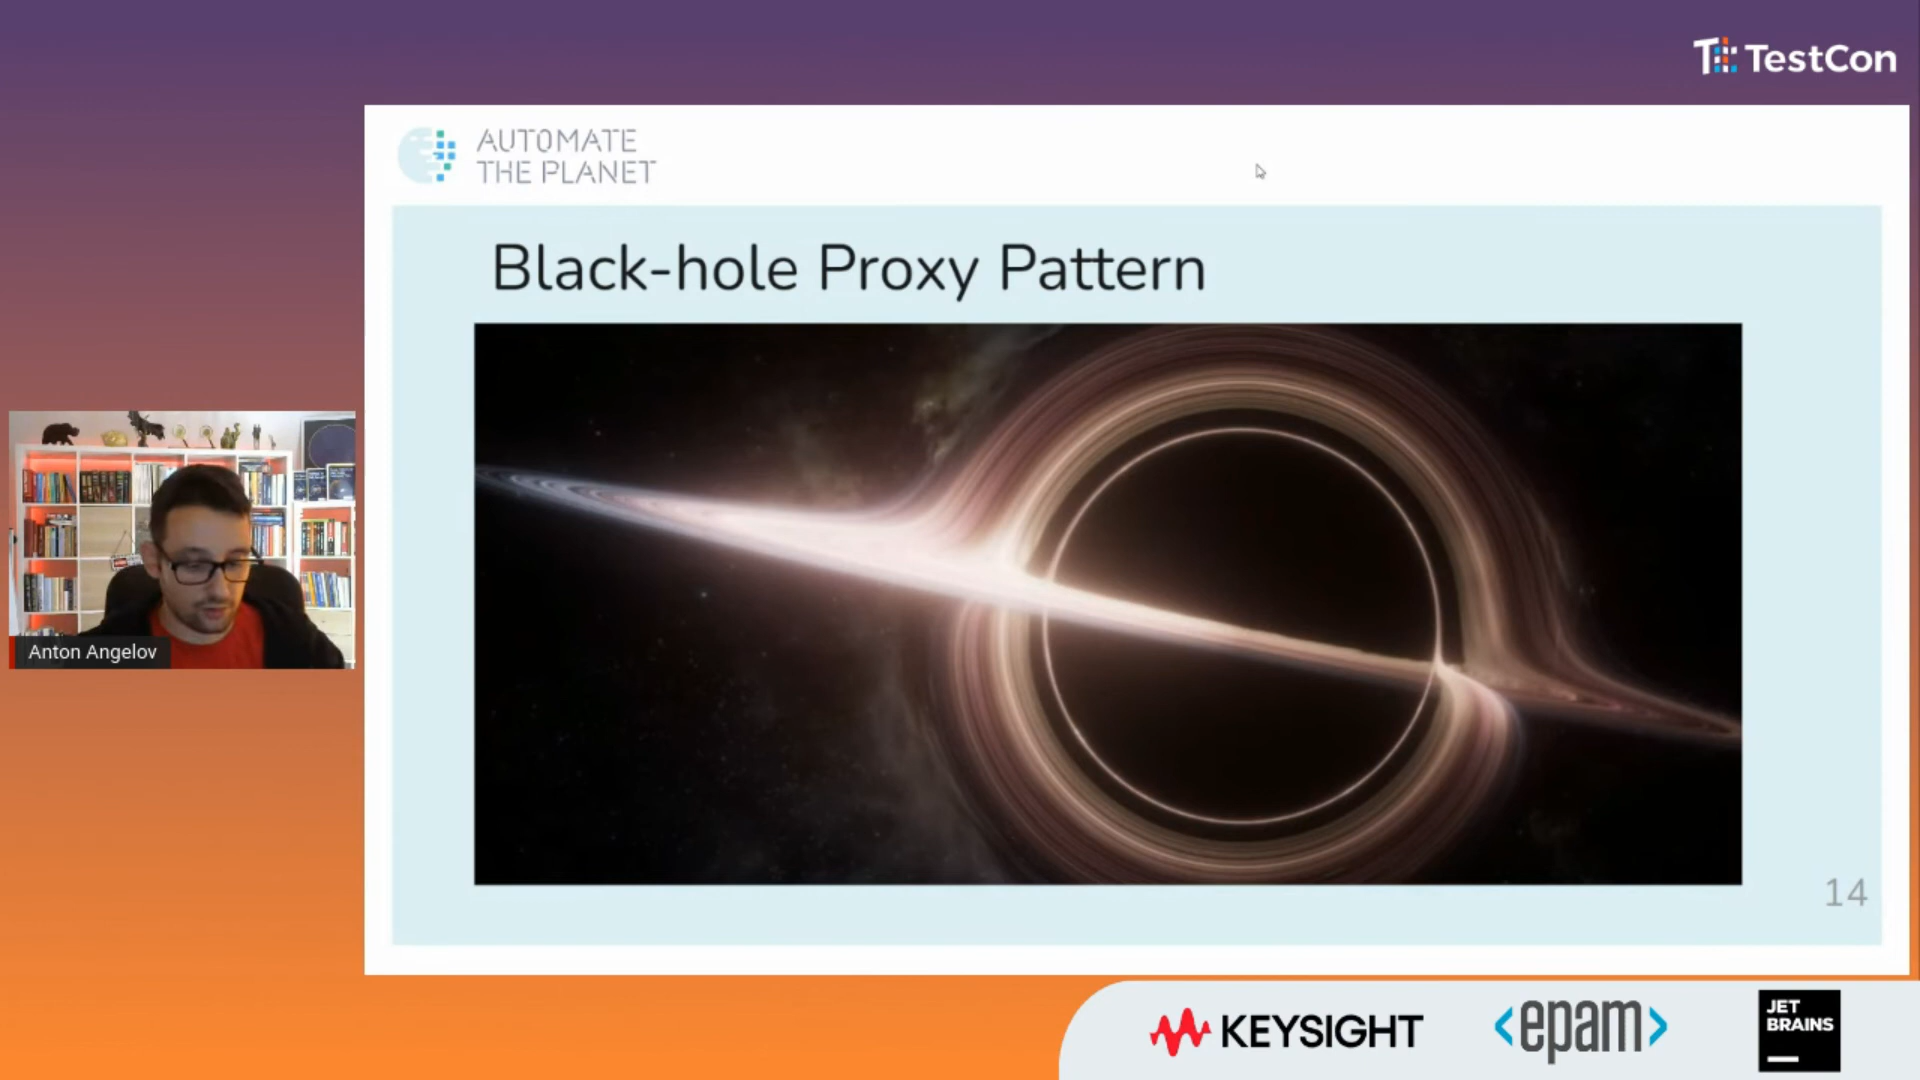 TestCon
AUTOMATE
THE PLANET
Black-hole Proxy Pattern
Anton Angelov
14
KEYSIGHT
<epam>
JET
BRAINS